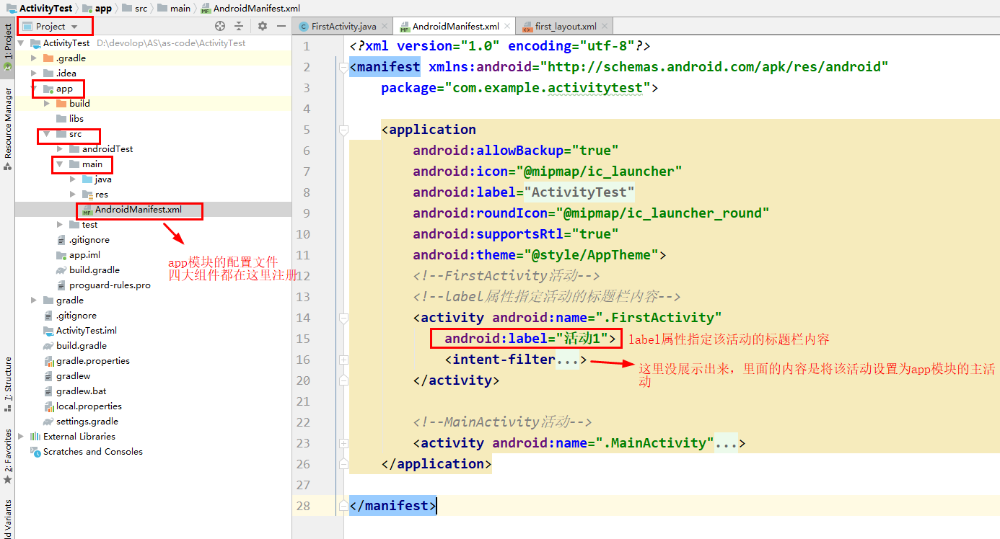 ActivityTest app src main AndroidManifest.xml
1: Project
Resource Manager
7: Structure
2: Favorites
ld Variants
Project
ActivityTest D:\devolop\AS\as-code\ActivityTest
.gradle
.idea
app
build
libs
src
androidTest
main
java
res
AndroidManifest.xml
test
.gitignore
app.iml
build.gradle
proguard-rules.pro
gradle
.gitignore
ActivityTest.iml
build.gradle
gradle.properties
gradlew
gradlew.bat
local.properties
settings.gradle
External Libraries
Scratches and Consoles
app模块的配置文件
四大组件都在这里注册
FirstActivity.java AndroidManifest.xml first_layout.xml
1 <?xml version="1.0" encoding="utf-8"?>
2 <manifest xmlns:android="http://schemas.android.com/apk/res/android"
3 package="com.example.activitytest">
4
5 <application
6 android:allowBackup="true"
7 android:icon="@mipmap/ic_launcher"
8 android:label="ActivityTest"
9 android:roundIcon="@mipmap/ic_launcher_round"
10 android:supportsRtl="true"
11 android:theme="@style/AppTheme">
12 <!--FirstActivity活动-->
13 <!--label属性指定活动的标题栏内容-->
14 <activity android:name=".FirstActivity"
15 android:label="活动1"> label属性指定该活动的标题栏内容
16 <intent-filter...> 这里没展示出来，里面的内容是将该活动设置为app模块的主活
动
20 </activity>
21
22 <!--MainActivity活动-->
23 <activity android:name=".MainActivity"...>
26 </application>
27
28 </manifest>